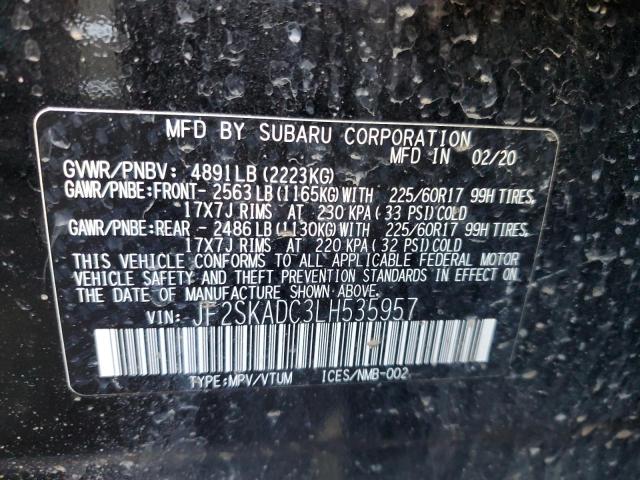 MFD BY SUBARU CORPORATION
MFD IN 02/20
GVWR/PNBV: 4891LB(2223KG)
GAWR/PNBE:FRONT- 2563LB(1165KG)WITH 225/60R17 99H TIRES,
17X7J RIMS AT 230 KPA(33 PSI)COLD
GAWR/PNBE:REAR - 2486LB(1130KG)WITH 225/60R17 99H TIRES,
17X7J RIMS AT 220 KPA(32 PSI)COLD
THIS VEHICLE CONFORMS TO ALL APPLICABLE FEDERAL MOTOR
VEHICLE SAFETY AND THEFT PREVENTION STANDARDS IN EFFECT ON
THE DATE OF MANUFACTURE SHOWN ABOVE.
VIN: JF2SKADC3LH535957
TYPE:MPV/VTUM ICES/NMB-002